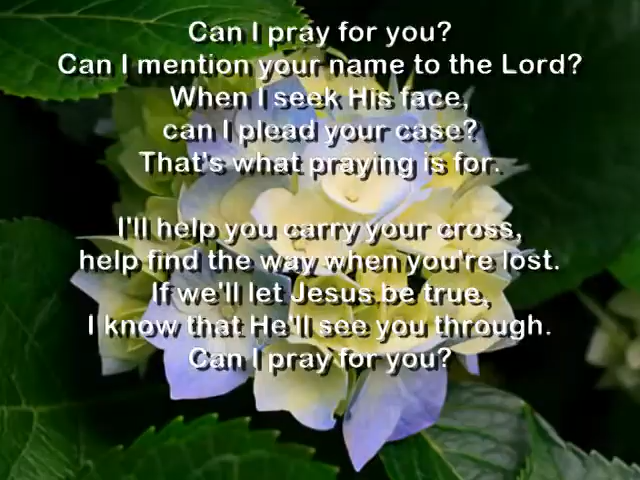 Can I pray for you?
Can I mention your name to the Lord?
When I seek His face,
can I plead your case?
That's what praying is for.
I'll help you carry your cross,
help find the way when you're lost.
If we'll let Jesus be true,
I know that He'll see you through.
Can I pray for you?